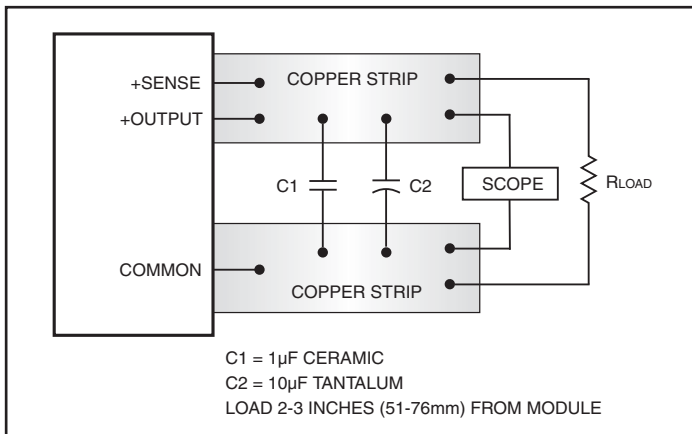 +SENSE
COPPER STRIP
+OUTPUT
C1
C2
SCOPE
RLOAD
COMMON
COPPER STRIP
C1 = 1µF CERAMIC
C2 = 10µF TANTALUM
LOAD 2-3 INCHES (51-76mm) FROM MODULE